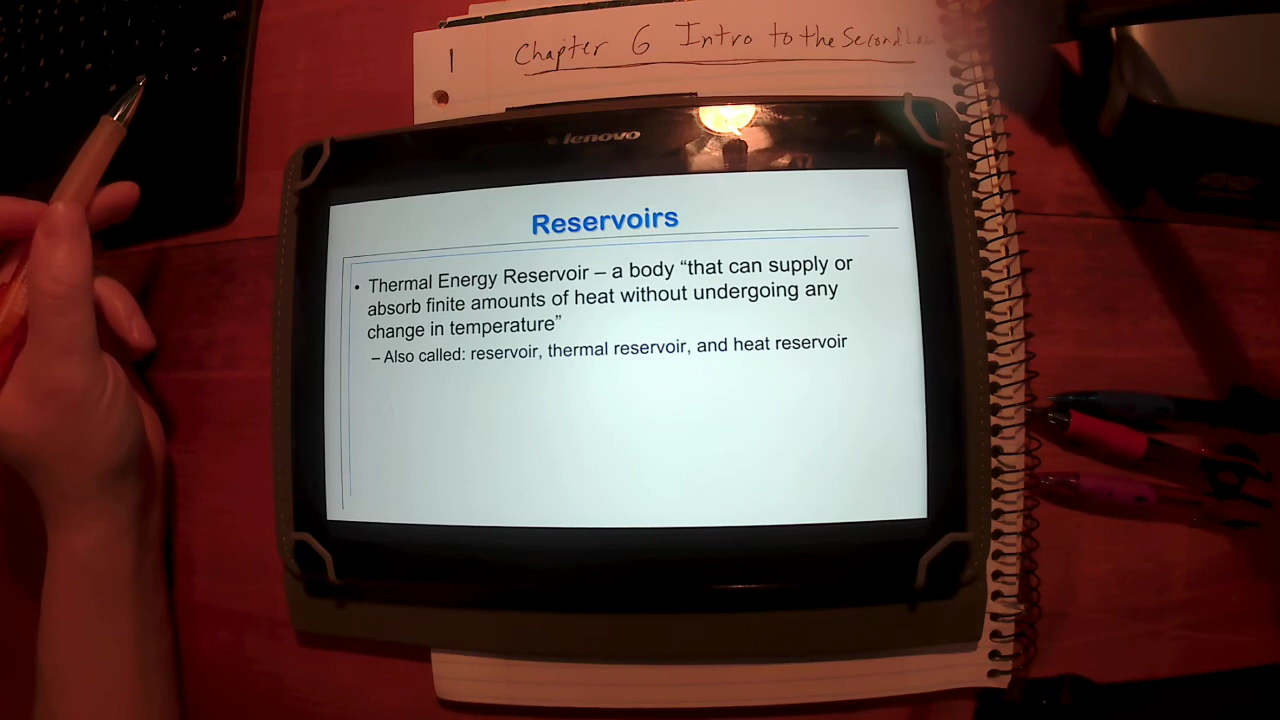 1 Chapter 6 Intro to the Second Law
lenovo
Reservoirs
• Thermal Energy Reservoir – a body “that can supply or
absorb finite amounts of heat without undergoing any
change in temperature”
– Also called: reservoir, thermal reservoir, and heat reservoir